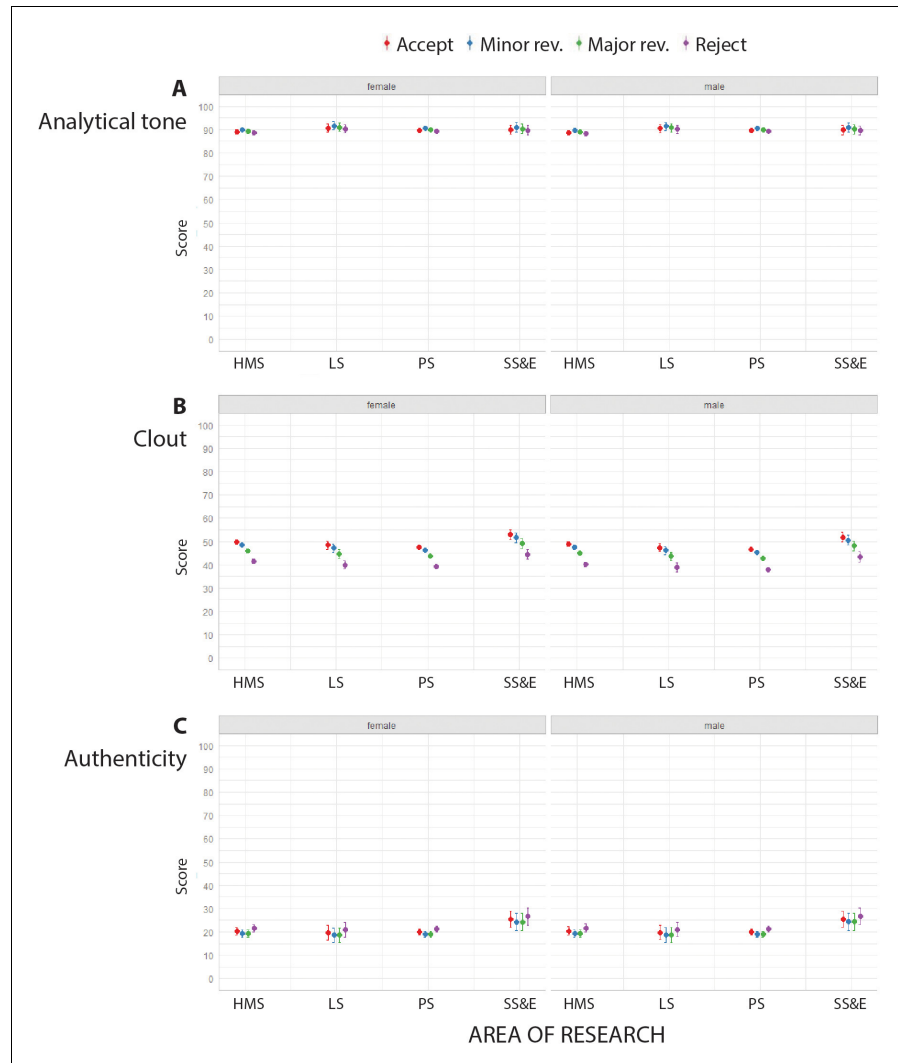 Accept Minor rev. Major rev. Reject
A
Analytical tone
female male
100
90
80
70
60
50
40
30
20
10
0
Score
HMS LS PS SS&E HMS LS PS SS&E
B
Clout
female male
100
90
80
70
60
50
40
30
20
10
0
Score
HMS LS PS SS&E HMS LS PS SS&E
C
Authenticity
female male
100
90
80
70
60
50
40
30
20
10
0
Score
HMS LS PS SS&E HMS LS PS SS&E
AREA OF RESEARCH